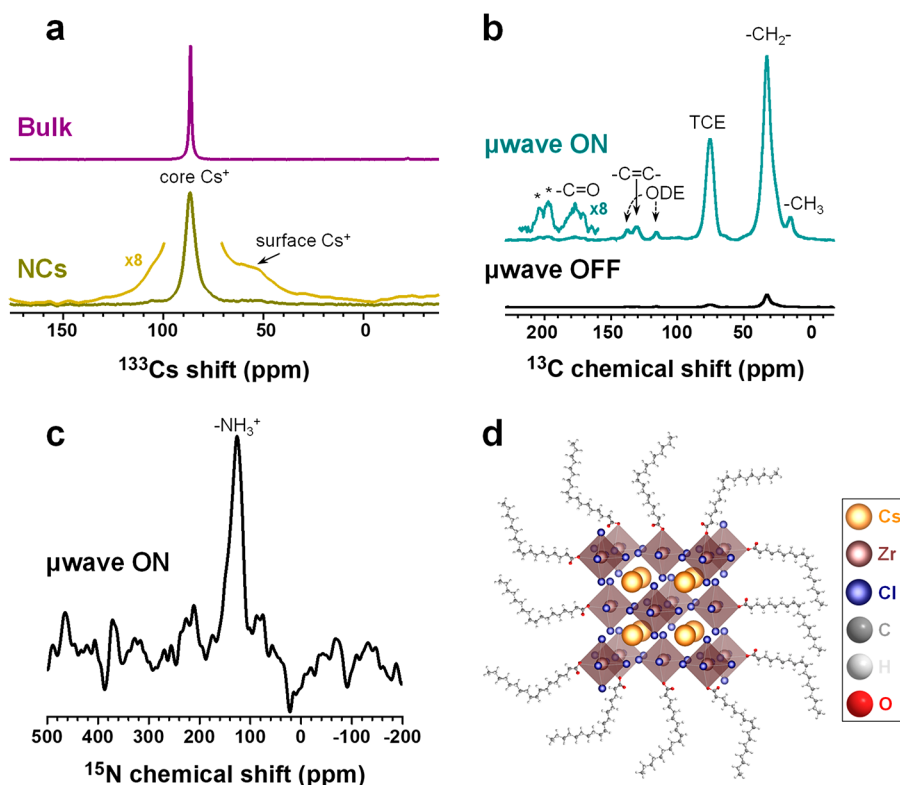 a
Bulk
core Cs⁺
surface Cs⁺
x8
NCs
150 100 50 0
¹³³Cs shift (ppm)
b
-CH₂-
TCE
µwave ON
-C=C-
* * -C=O
ODE
x8
-CH₃
µwave OFF
200 150 100 50 0
¹³C chemical shift (ppm)
c
-NH₃⁺
µwave ON
500 400 300 200 100 0 -100 -200
¹⁵N chemical shift (ppm)
d
Cs
Zr
Cl
C
H
O